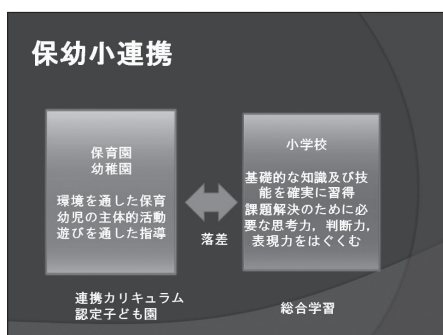 保幼小連携
保育園
幼稚園
環境を通した保育
幼児の主体的活動
遊びを通した指導
落差
小学校
基礎的な知識及び技
能を確実に習得
課題解決のために必
要な思考力，判断力，
表現力をはぐくむ
連携カリキュラム
認定子ども園
総合学習